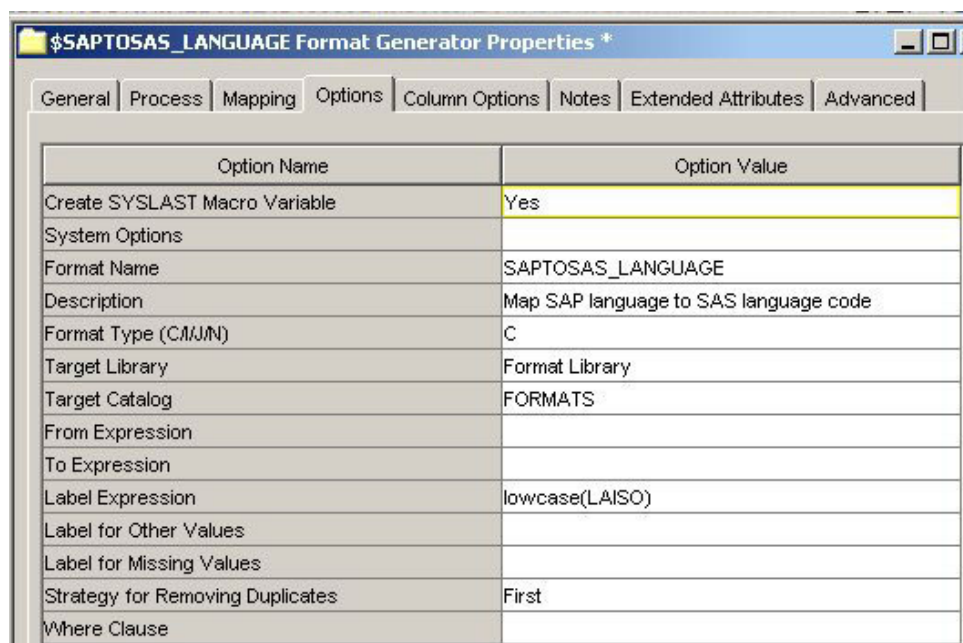 $SAPTOSAS_LANGUAGE Format Generator Properties *
General Process Mapping Options Column Options Notes Extended Attributes Advanced
Option Name Option Value
Create SYSLAST Macro Variable Yes
System Options
Format Name SAPTOSAS_LANGUAGE
Description Map SAP language to SAS language code
Format Type (C/I/J/N) C
Target Library Format Library
Target Catalog FORMATS
From Expression
To Expression
Label Expression lowcase(LAISO)
Label for Other Values
Label for Missing Values
Strategy for Removing Duplicates First
Where Clause